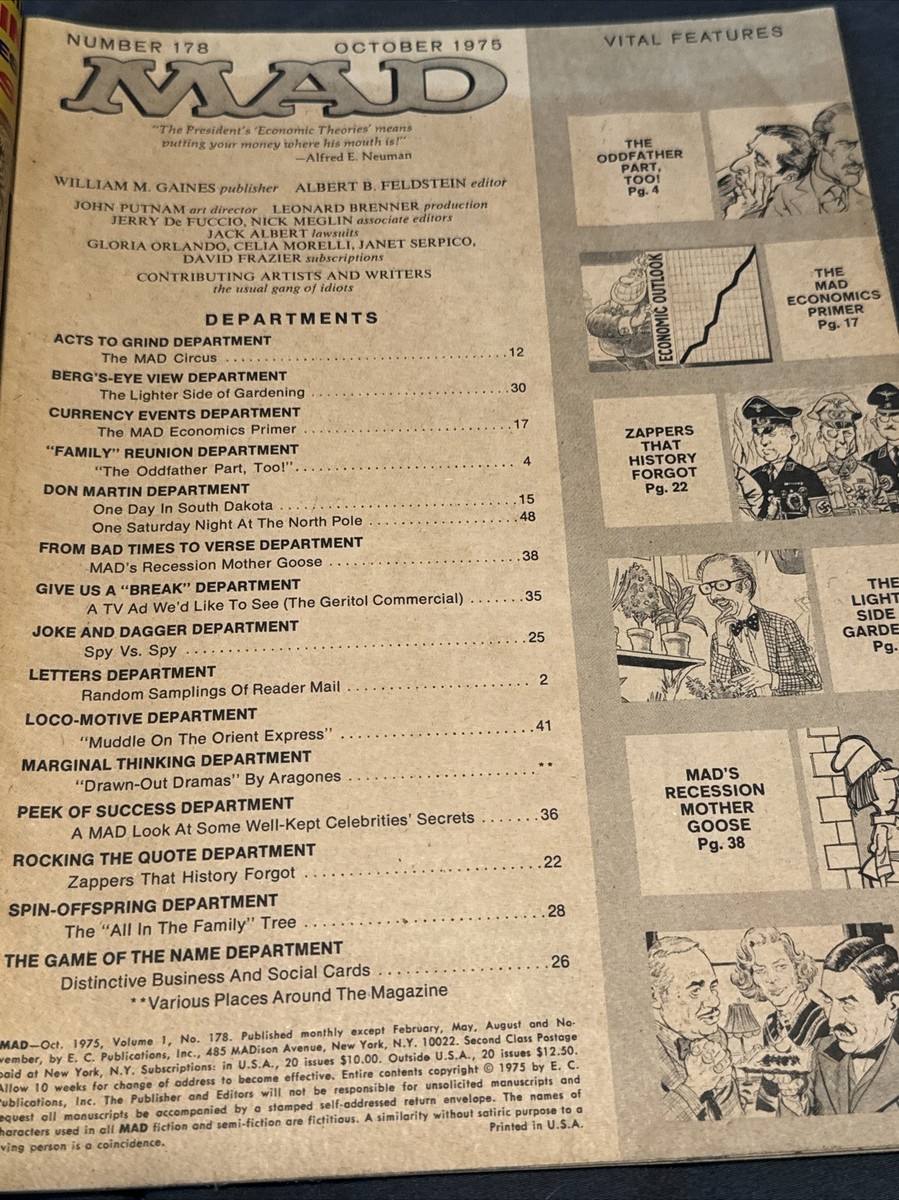 NUMBER 178 OCTOBER 1975
MAD
"The President's 'Economic Theories' means
putting your money where his mouth is!"
—Alfred E. Neuman
WILLIAM M. GAINES publisher ALBERT B. FELDSTEIN editor
JOHN PUTNAM art director LEONARD BRENNER production
JERRY De FUCCIO, NICK MEGLIN associate editors
JACK ALBERT lawsuits
GLORIA ORLANDO, CELIA MORELLI, JANET SERPICO,
DAVID FRAZIER subscriptions
CONTRIBUTING ARTISTS AND WRITERS
the usual gang of idiots
DEPARTMENTS
ACTS TO GRIND DEPARTMENT
The MAD Circus ........ 12
BERG'S-EYE VIEW DEPARTMENT
The Lighter Side of Gardening ........ 30
CURRENCY EVENTS DEPARTMENT
The MAD Economics Primer ........ 17
"FAMILY" REUNION DEPARTMENT
"The Oddfather Part, Too!" ........ 4
DON MARTIN DEPARTMENT
One Day In South Dakota ........ 15
One Saturday Night At The North Pole ........ 48
FROM BAD TIMES TO VERSE DEPARTMENT
MAD's Recession Mother Goose ........ 38
GIVE US A "BREAK" DEPARTMENT
A TV Ad We'd Like To See (The Geritol Commercial) ....... 35
JOKE AND DAGGER DEPARTMENT
Spy Vs. Spy ........ 25
LETTERS DEPARTMENT
Random Samplings Of Reader Mail ........ 2
LOCO-MOTIVE DEPARTMENT
"Muddle On The Orient Express" ........ 41
MARGINAL THINKING DEPARTMENT
"Drawn-Out Dramas" By Aragones ........ **
PEEK OF SUCCESS DEPARTMENT
A MAD Look At Some Well-Kept Celebrities' Secrets ....... 36
ROCKING THE QUOTE DEPARTMENT
Zappers That History Forgot ........ 22
SPIN-OFFSPRING DEPARTMENT
The "All In The Family" Tree ........ 28
THE GAME OF THE NAME DEPARTMENT
Distinctive Business And Social Cards ........ 26
**Various Places Around The Magazine
MAD—Oct. 1975, Volume 1, No. 178. Published monthly except February, May, August and No-
vember, by E. C. Publications, Inc., 485 MADison Avenue, New York, N.Y. 10022. Second Class Postage
paid at New York, N.Y. Subscriptions: in U.S.A., 20 issues $10.00. Outside U.S.A., 20 issues $12.50.
Allow 10 weeks for change of address to become effective. Entire contents copyright © 1975 by E. C.
Publications, Inc. The Publisher and Editors will not be responsible for unsolicited manuscripts and
equest all manuscripts be accompanied by a stamped self-addressed return envelope. The names of
haracters used in all MAD fiction and semi-fiction are fictitious. A similarity without satiric purpose to a
ving person is a coincidence. Printed in U.S.A.
VITAL FEATURES
THE
ODDFATHER
PART,
TOO!
Pg. 4
ECONOMIC OUTLOOK
THE
MAD
ECONOMICS
PRIMER
Pg. 17
ZAPPERS
THAT
HISTORY
FORGOT
Pg. 22
THE
LIGHT
SIDE
GARDE
Pg.
MAD'S
RECESSION
MOTHER
GOOSE
Pg. 38